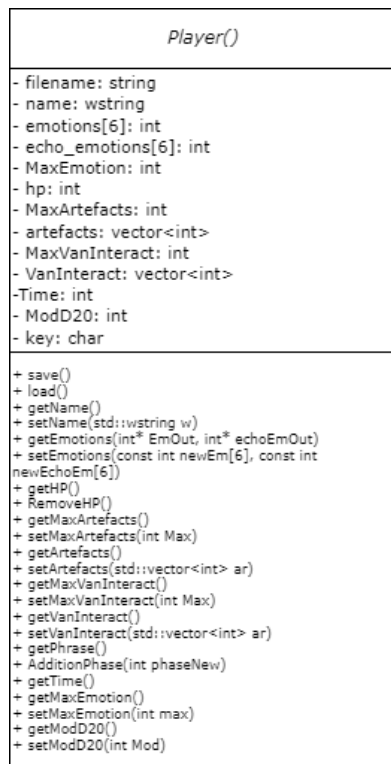 Player()
- filename: string
- name: wstring
- emotions[6]: int
- echo_emotions[6]: int
- MaxEmotion: int
- hp: int
- MaxArtefacts: int
- artefacts: vector<int>
- MaxVanInteract: int
- VanInteract: vector<int>
-Time: int
- ModD20: int
- key: char
+ save()
+ load()
+ getName()
+ setName(std::wstring w)
+ getEmotions(int* EmOut, int* echoEmOut)
+ setEmotions(const int newEm[6], const int
newEchoEm[6])
+ getHP()
+ RemoveHP()
+ getMaxArtefacts()
+ setMaxArtefacts(int Max)
+ getArtefacts()
+ setArtefacts(std::vector<int> ar)
+ getMaxVanInteract()
+ setMaxVanInteract(int Max)
+ getVanInteract()
+ setVanInteract(std::vector<int> ar)
+ getPhrase()
+ AdditionPhase(int phaseNew)
+ getTime()
+ getMaxEmotion()
+ setMaxEmotion(int max)
+ getModD20()
+ setModD20(int Mod)